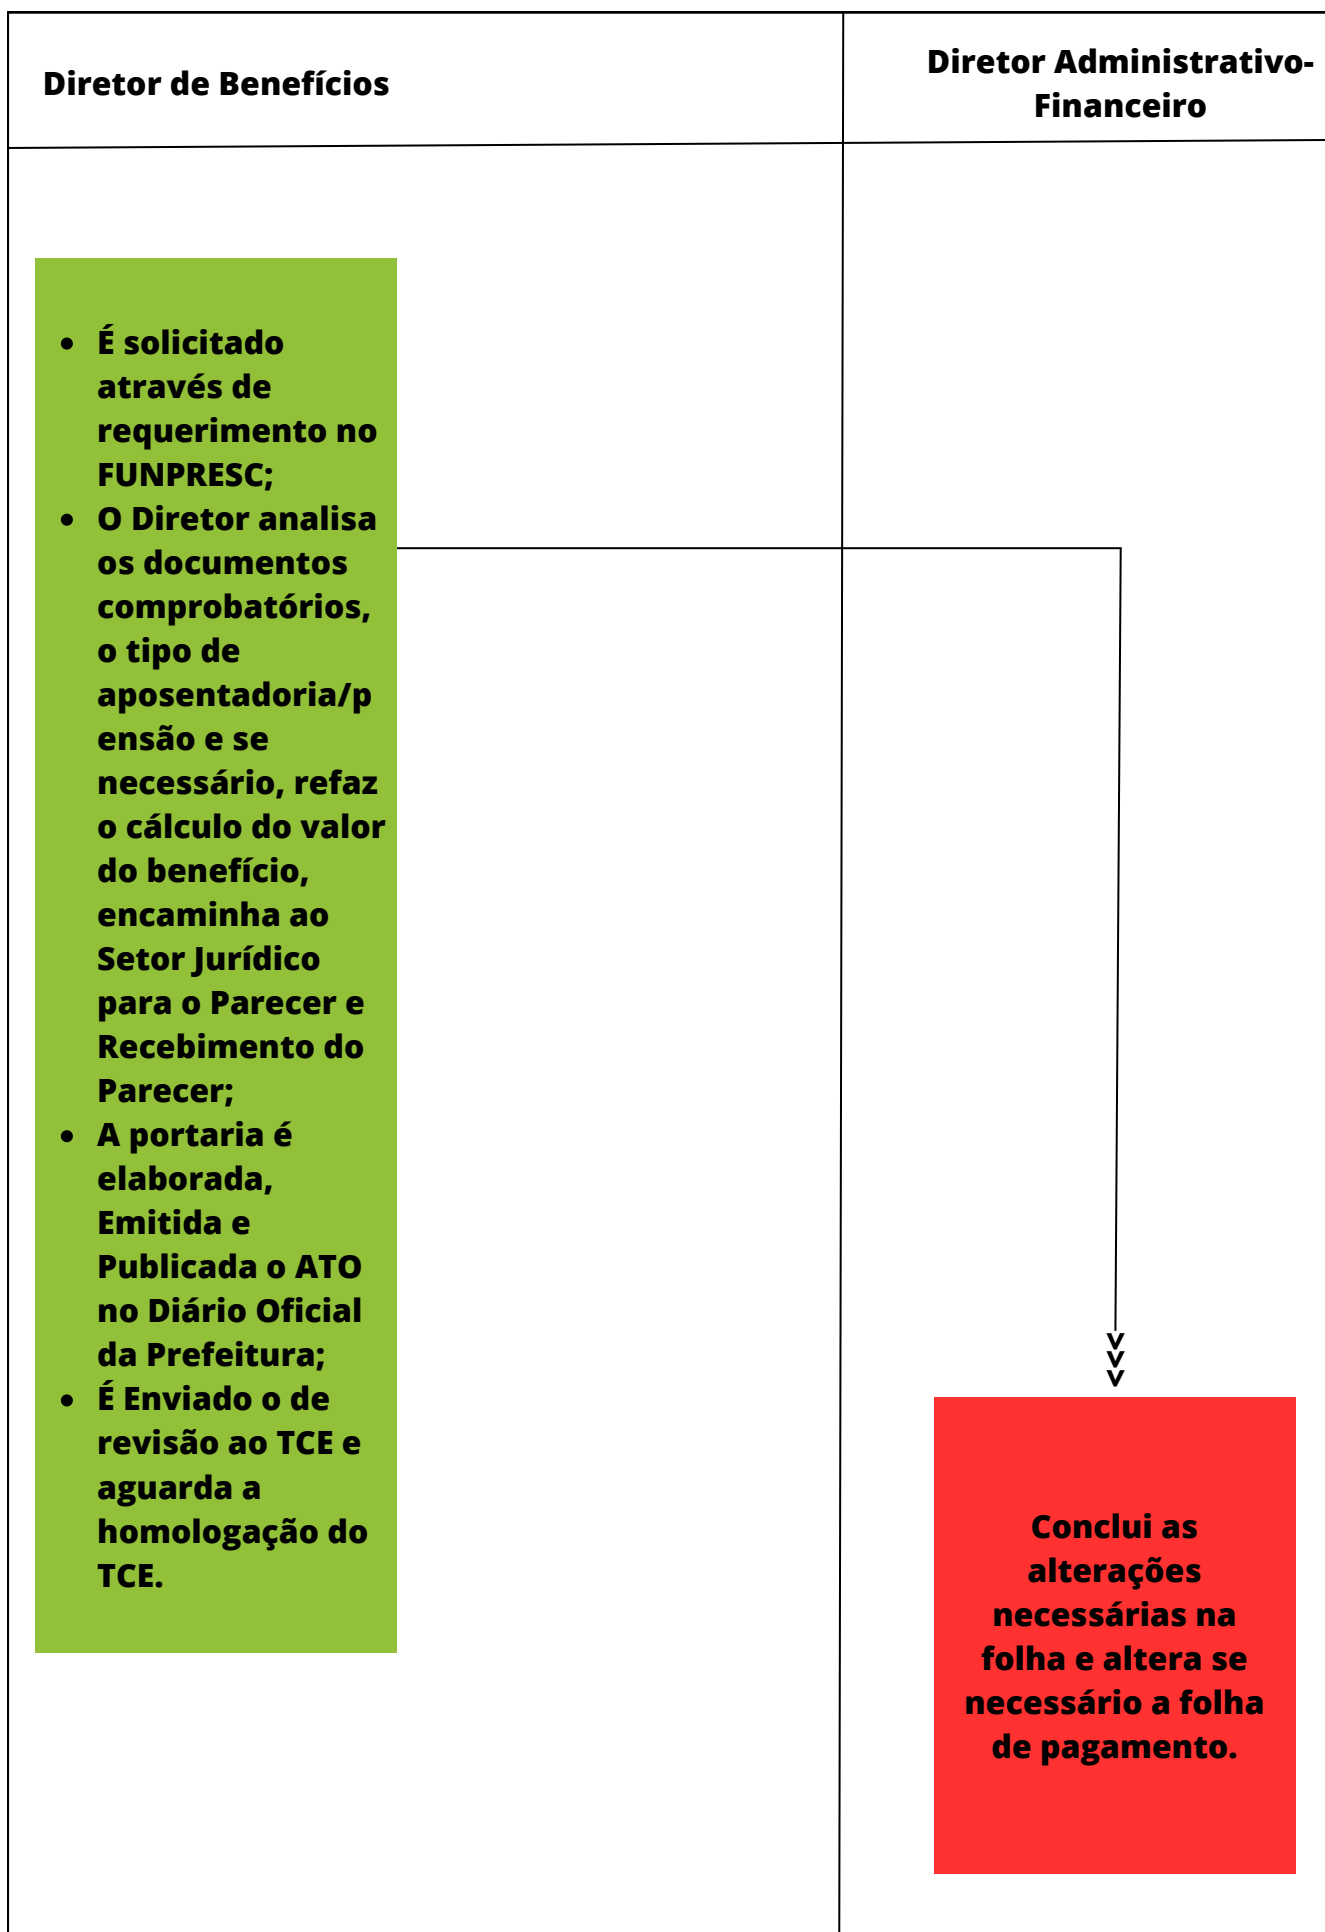 Diretor de Benefícios
Diretor Administrativo-
Financeiro
• É solicitado
através de
requerimento no
FUNPRESC;
• O Diretor analisa
os documentos
comprobatórios,
o tipo de
aposentadoria/p
ensão e se
necessário, refaz
o cálculo do valor
do benefício,
encaminha ao
Setor Jurídico
para o Parecer e
Recebimento do
Parecer;
• A portaria é
elaborada,
Emitida e
Publicada o ATO
no Diário Oficial
da Prefeitura;
• É Enviado o de
revisão ao TCE e
aguarda a
homologação do
TCE.
Conclui as
alterações
necessárias na
folha e altera se
necessário a folha
de pagamento.